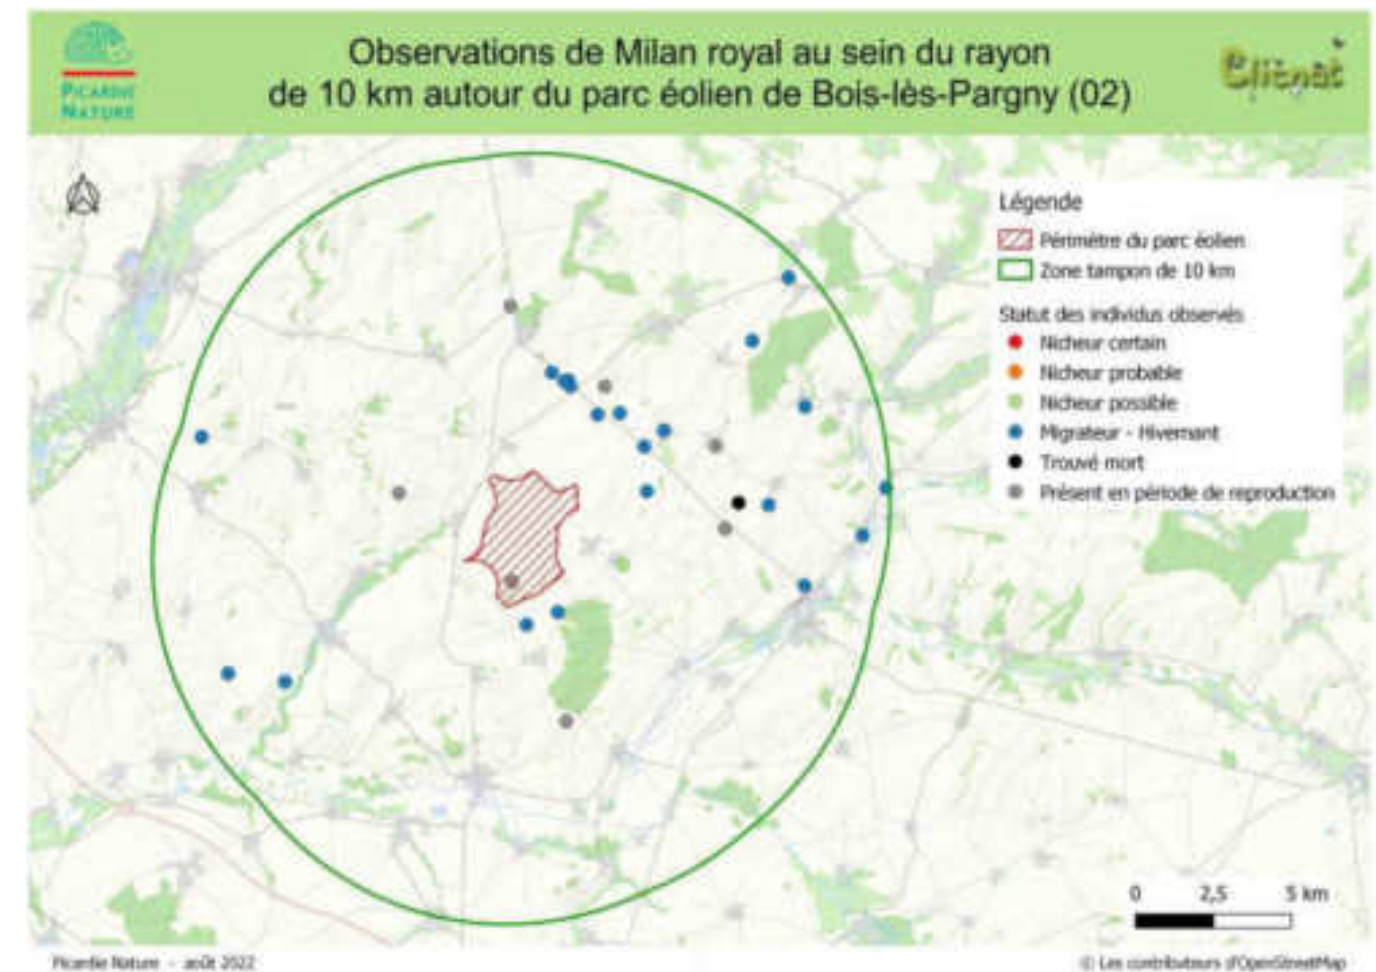 PICARDIE
NATURE
Observations de Milan royal au sein du rayon
de 10 km autour du parc éolien de Bois-lès-Pargny (02)
Clicnat
Légende
Périmètre du parc éolien
Zone tampon de 10 km
Statut des individus observés
Nicheur certain
Nicheur probable
Nicheur possible
Migrateur - Hivernant
Trouvé mort
Présent en période de reproduction
0 2,5 5 km
Picardie Nature - août 2022
© Les contributeurs d'OpenStreetMap